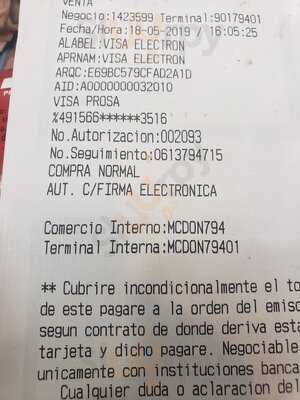 VENTA
Negocio:1423599 Terminal:90179401
Fecha/Hora:18-05-2019 / 16:05:25
ALABEL:VISA ELECTRON
APRNAM:VISA ELECTRON
ARQC:E69BC579CFAD2A1D
AID:A0000000032010
VISA PROSA
%491566******3516
No.Autorizacion:002093
No.Seguimiento:0613794715
COMPRA NORMAL
AUT. C/FIRMA ELECTRONICA
Comercio Interno:MCDON794
Terminal Interna:MCDON79401
** Cubrire incondicionalmente el to
de este pagare a la orden del emiso
segun contrato de donde deriva esta
tarjeta y dicho pagare. Negociable
unicamente con instituciones banca
Cualquier duda o aclaracion del